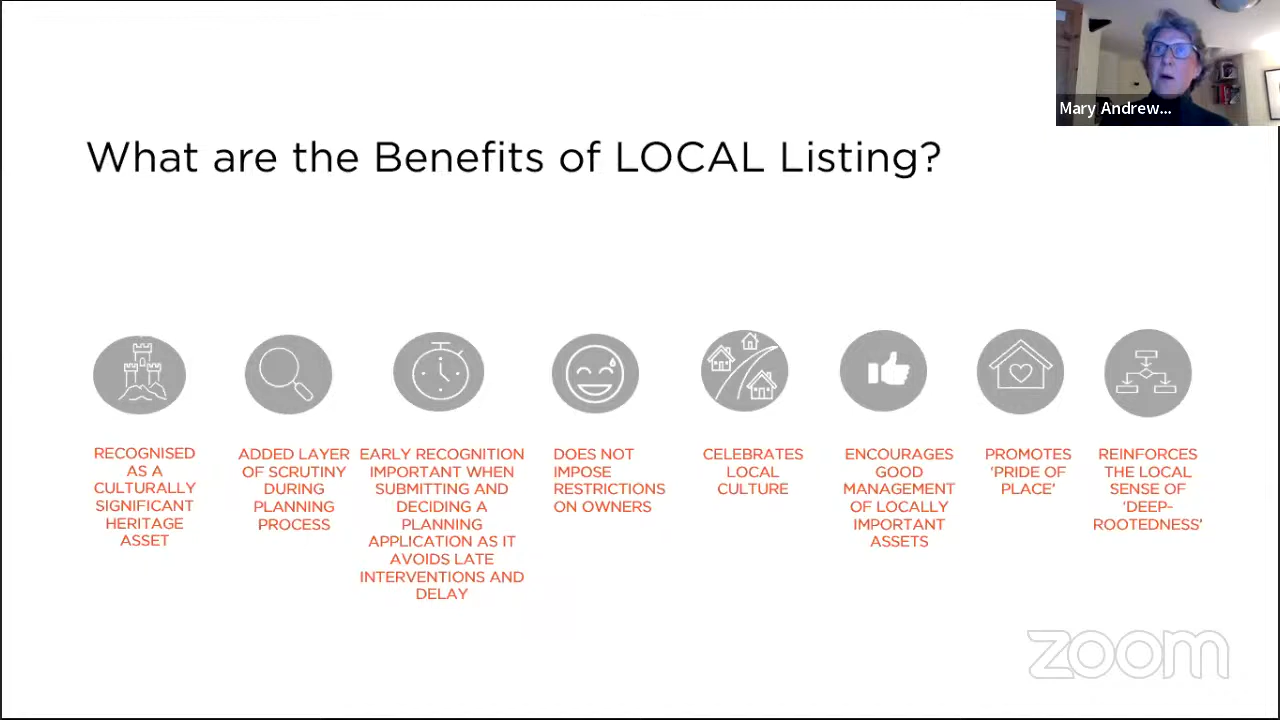 Mary Andrew...
What are the Benefits of LOCAL Listing?
RECOGNISED
AS A
CULTURALLY
SIGNIFICANT
HERITAGE
ASSET
ADDED LAYER
OF SCRUTINY
DURING
PLANNING
PROCESS
EARLY RECOGNITION
IMPORTANT WHEN
SUBMITTING AND
DECIDING A
PLANNING
APPLICATION AS IT
AVOIDS LATE
INTERVENTIONS AND
DELAY
DOES NOT
IMPOSE
RESTRICTIONS
ON OWNERS
CELEBRATES
LOCAL
CULTURE
ENCOURAGES
GOOD
MANAGEMENT
OF LOCALLY
IMPORTANT
ASSETS
PROMOTES
‘PRIDE OF
PLACE’
REINFORCES
THE LOCAL
SENSE OF
‘DEEP-
ROOTEDNESS’
zoom